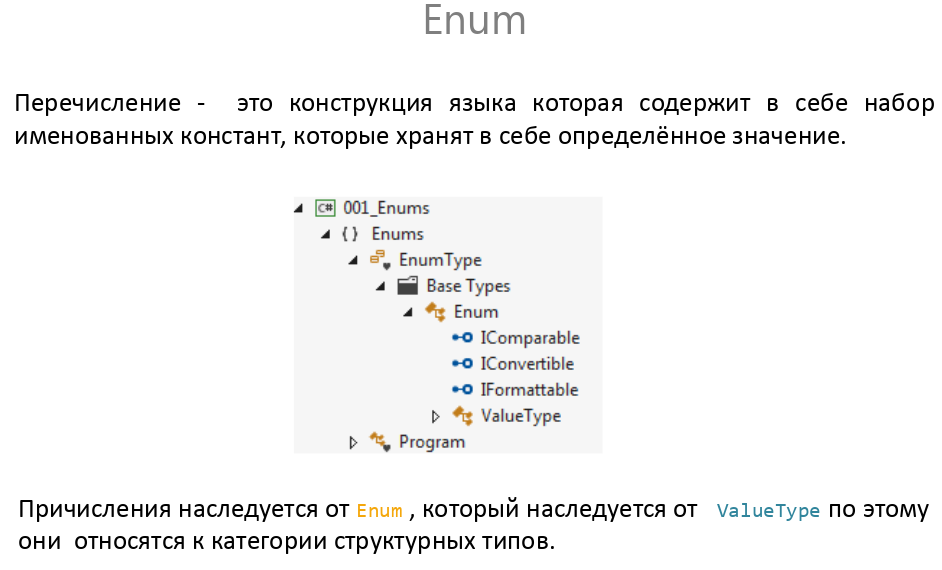 Enum
Перечисление - это конструкция языка которая содержит в себе набор
именованных констант, которые хранят в себе определённое значение.
C# 001_Enums
{ } Enums
EnumType
Base Types
Enum
IComparable
IConvertible
IFormattable
ValueType
Program
Причисления наследуется от Enum , который наследуется от ValueType по этому
они относятся к категории структурных типов.